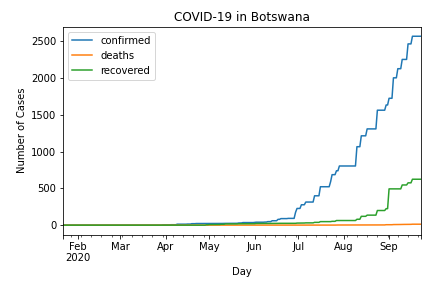 COVID-19 in Botswana
confirmed
deaths
recovered
2500
2000
1500
1000
500
0
Number of Cases
Feb Mar Apr May Jun Jul Aug Sep
2020
Day